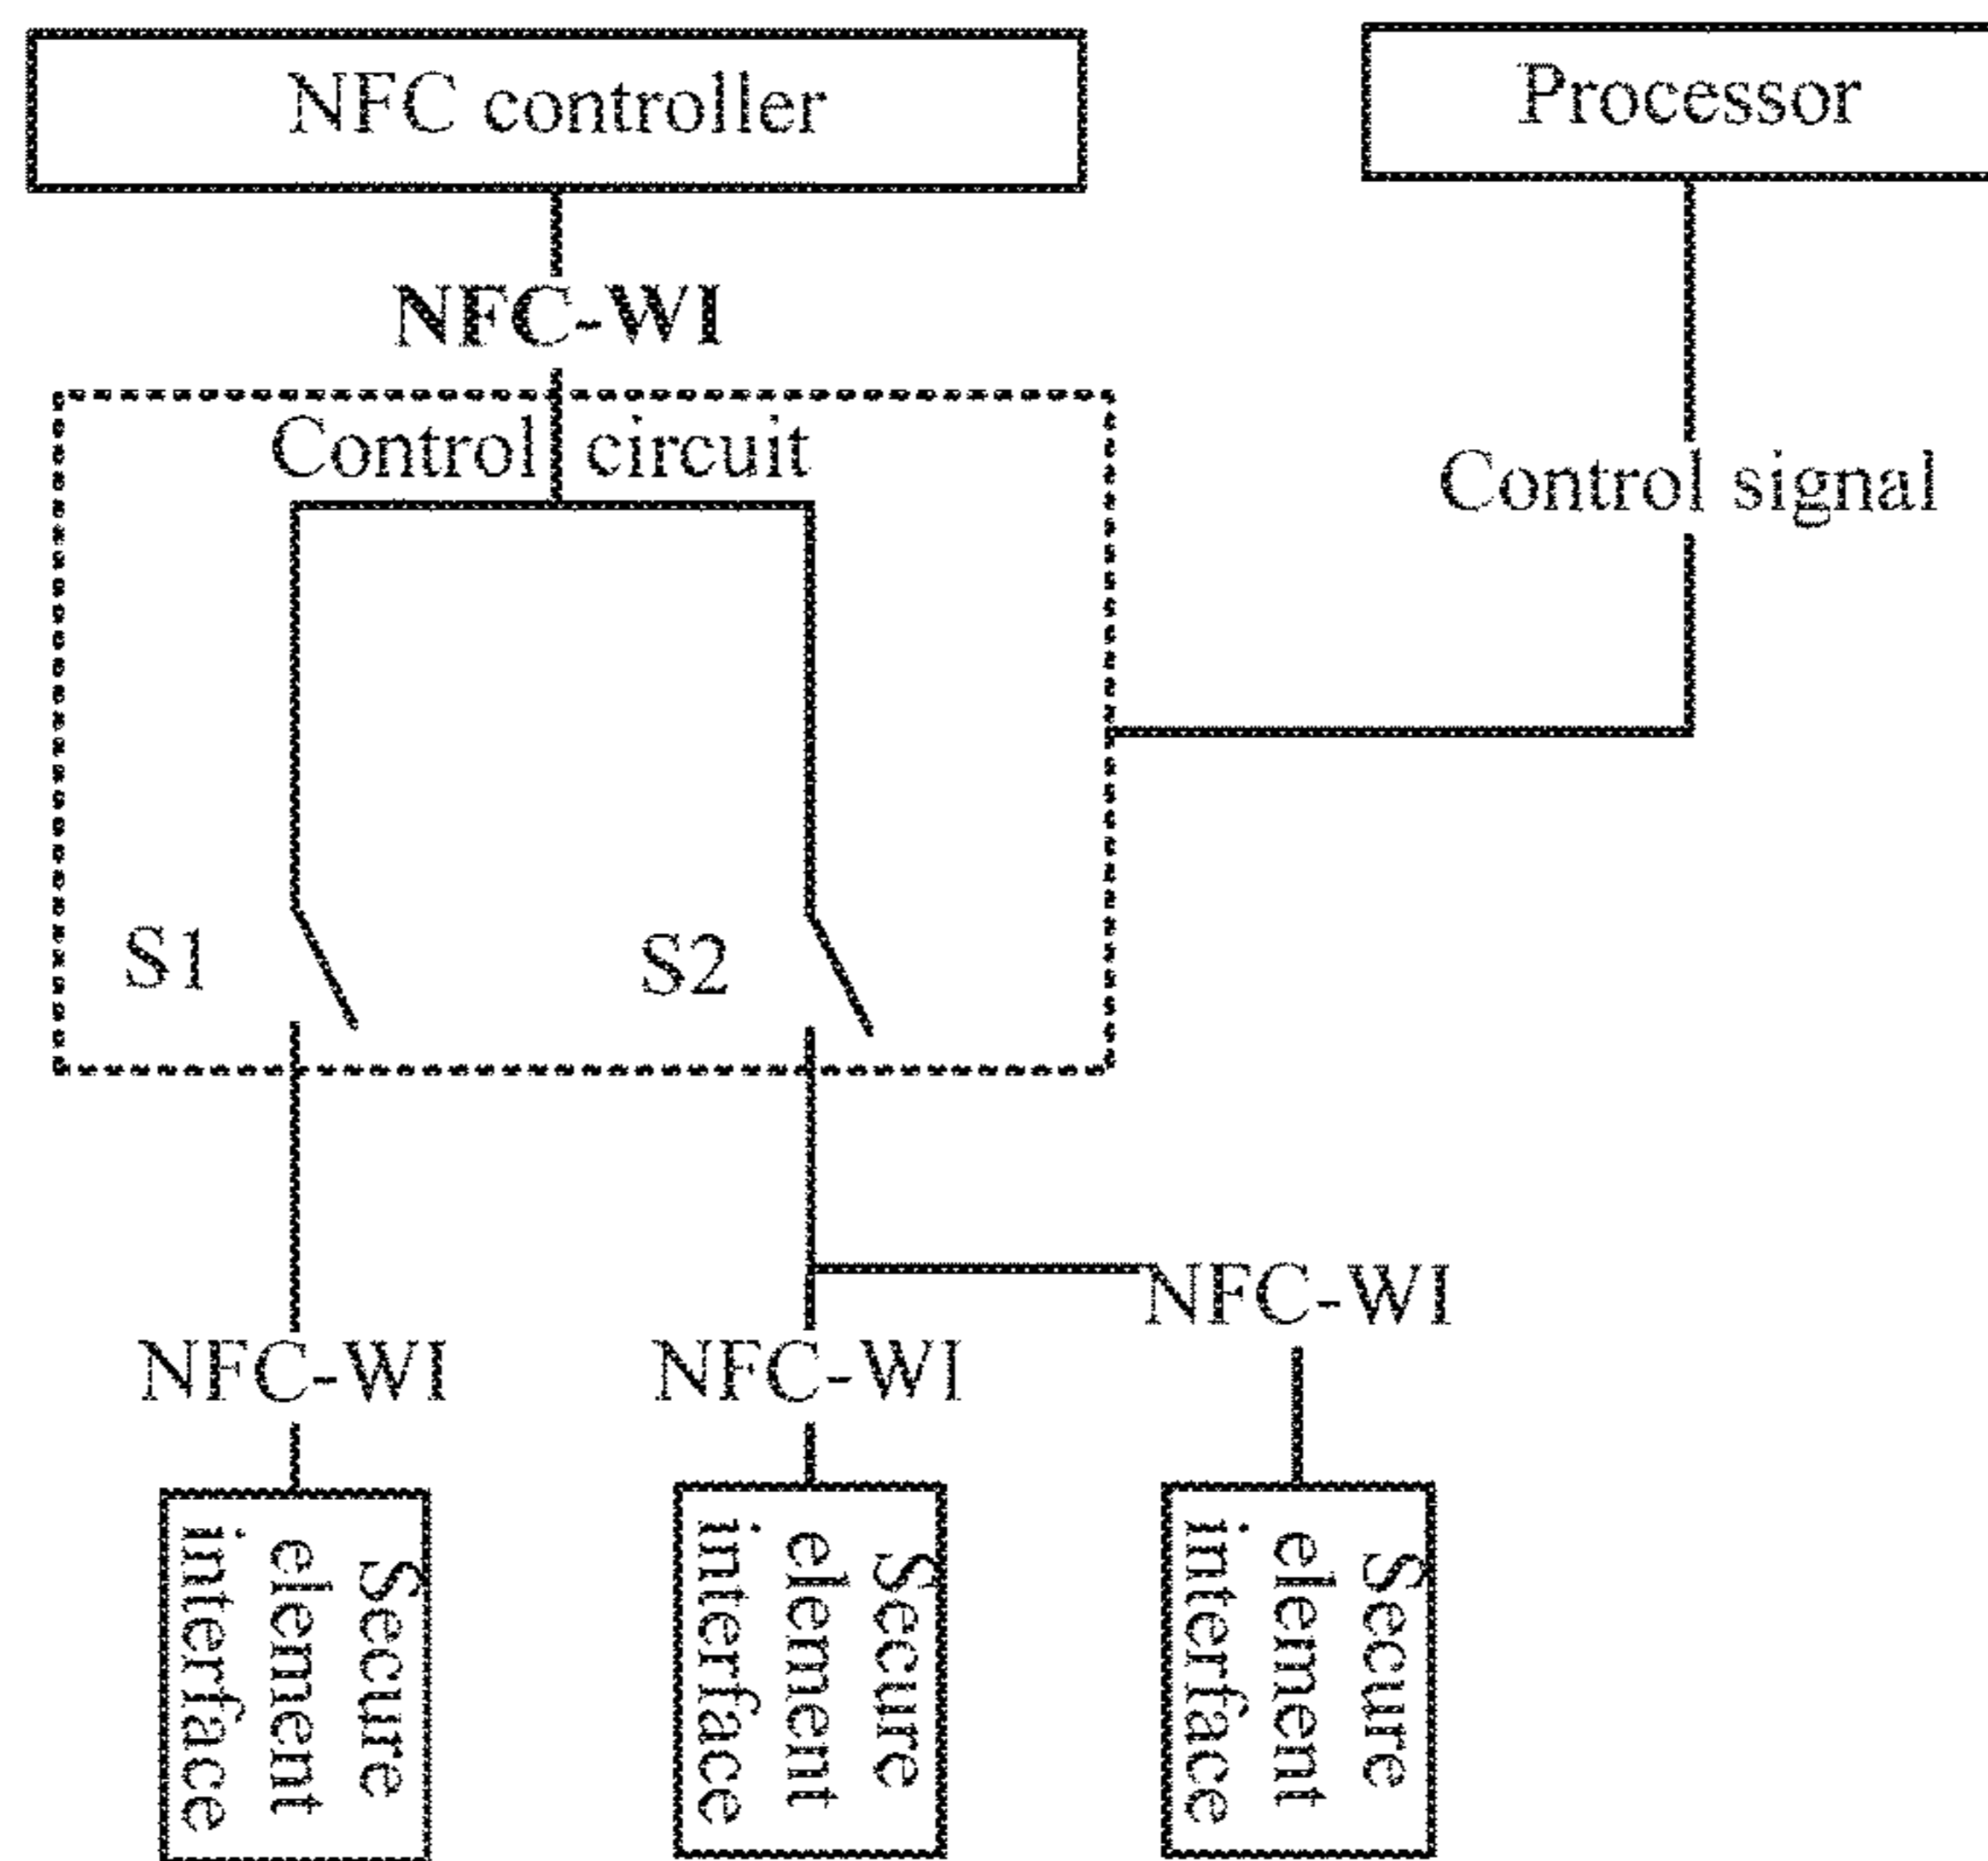 NFC controller
Processor
NFC-WI
Control circuit
Control signal
S1
S2
NFC-WI
NFC-WI
NFC-WI
Secure
element
interface
Secure
element
interface
Secure
element
interface